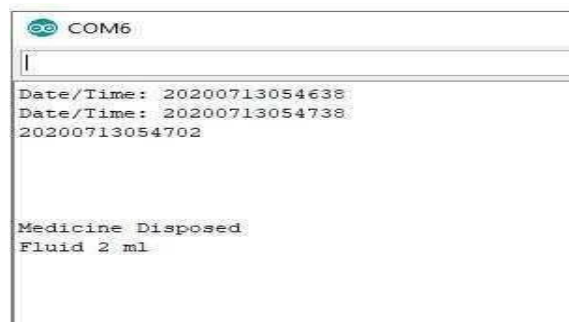 COM6
Date/Time: 20200713054638
Date/Time: 20200713054738
20200713054702
Medicine Disposed
Fluid 2 ml